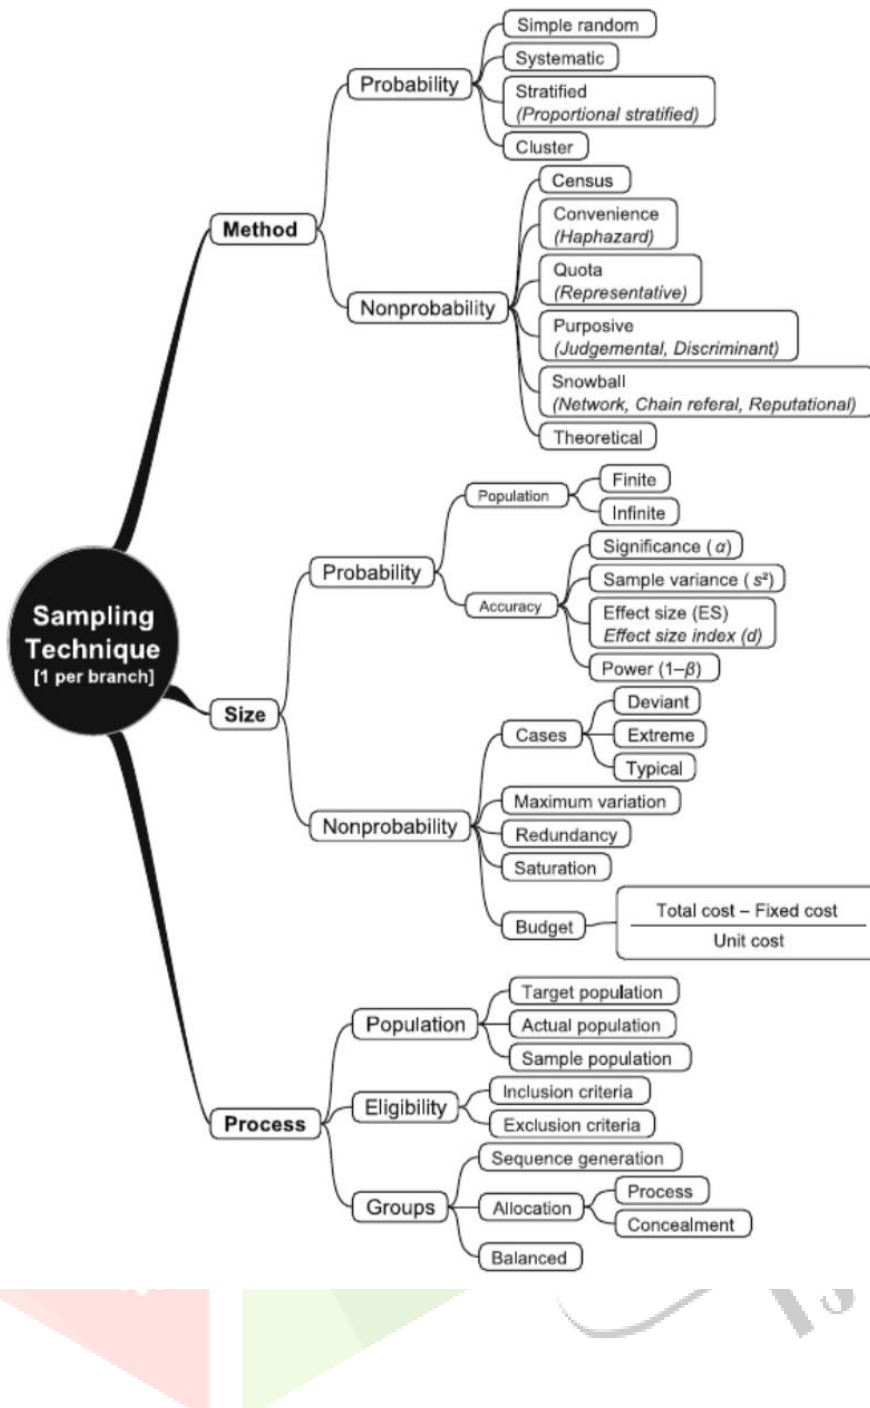 Simple random
Systematic
Probability
Stratified
(Proportional stratified)
Cluster
Method
Census
Convenience
(Haphazard)
Quota
(Representative)
Nonprobability
Purposive
(Judgemental, Discriminant)
Snowball
(Network, Chain referal, Reputational)
Theoretical
Sampling
Technique
[1 per branch]
Size
Probability
Population
Finite
Infinite
Accuracy
Significance (α)
Sample variance (s²)
Effect size (ES)
Effect size index (d)
Power (1–β)
Nonprobability
Cases
Deviant
Extreme
Typical
Maximum variation
Redundancy
Saturation
Budget
Total cost – Fixed cost
Unit cost
Process
Population
Target population
Actual population
Sample population
Eligibility
Inclusion criteria
Exclusion criteria
Groups
Sequence generation
Allocation
Process
Concealment
Balanced